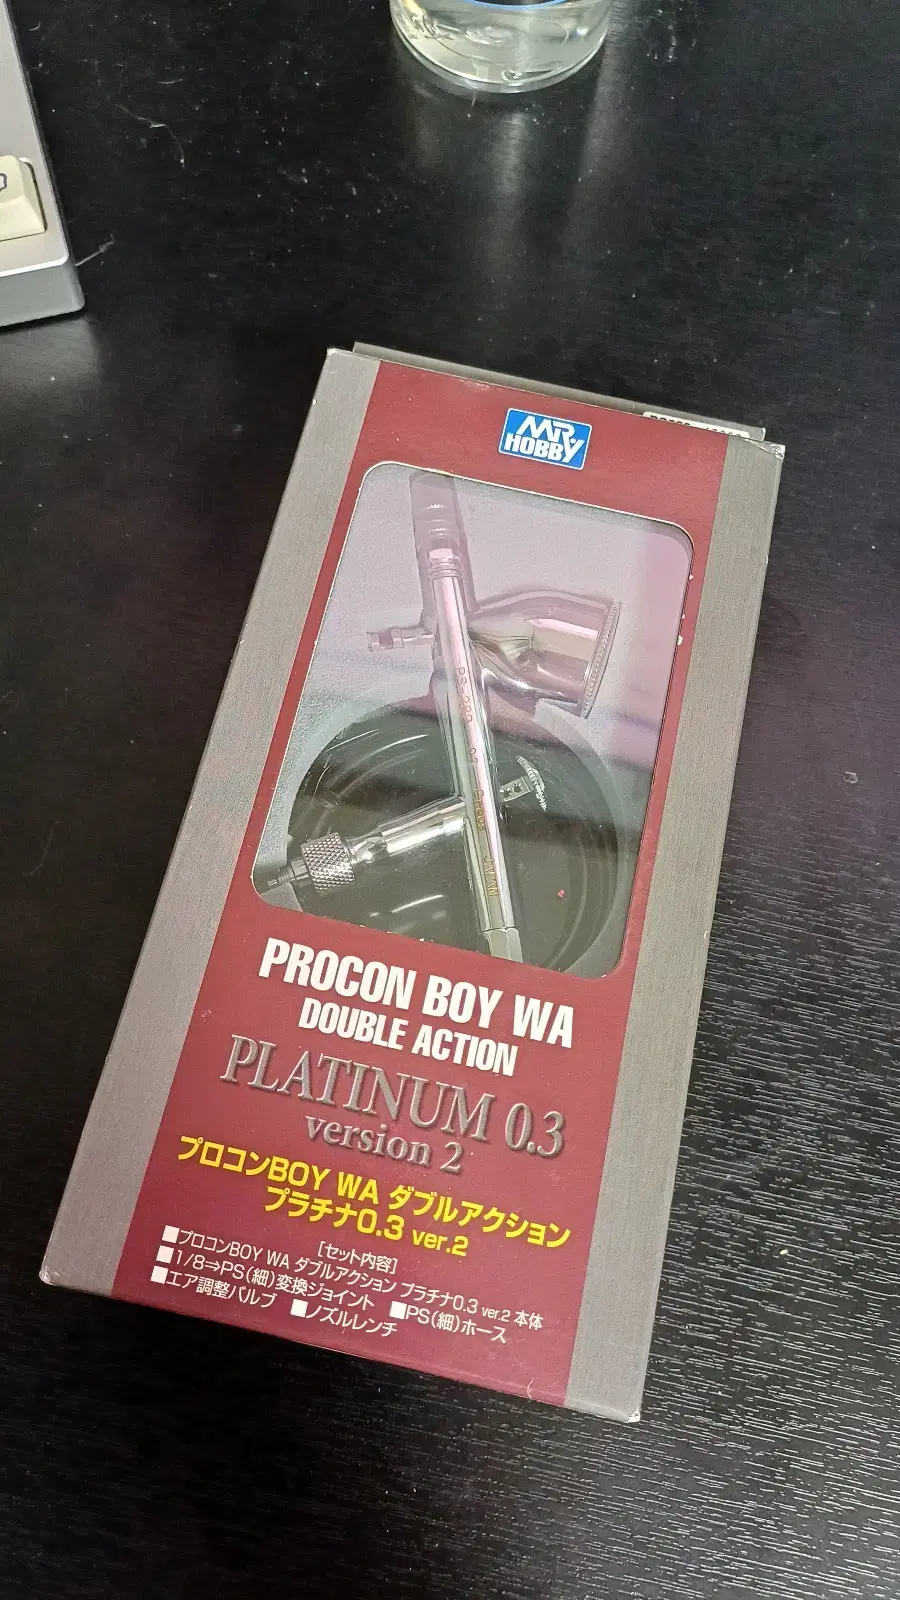 MR.
HOBBY
PROCON BOY WA
DOUBLE ACTION
PLATINUM 0.3
version 2
プロコンBOY WA ダブルアクション
プラチナ0.3 ver.2
[セット内容]
■プロコンBOY WA ダブルアクション プラチナ0.3 ver.2 本体
■1/8⇒PS(細)変換ジョイント ■PS(細)ホース
■エア調整バルブ ■ノズルレンチ
JAPAN